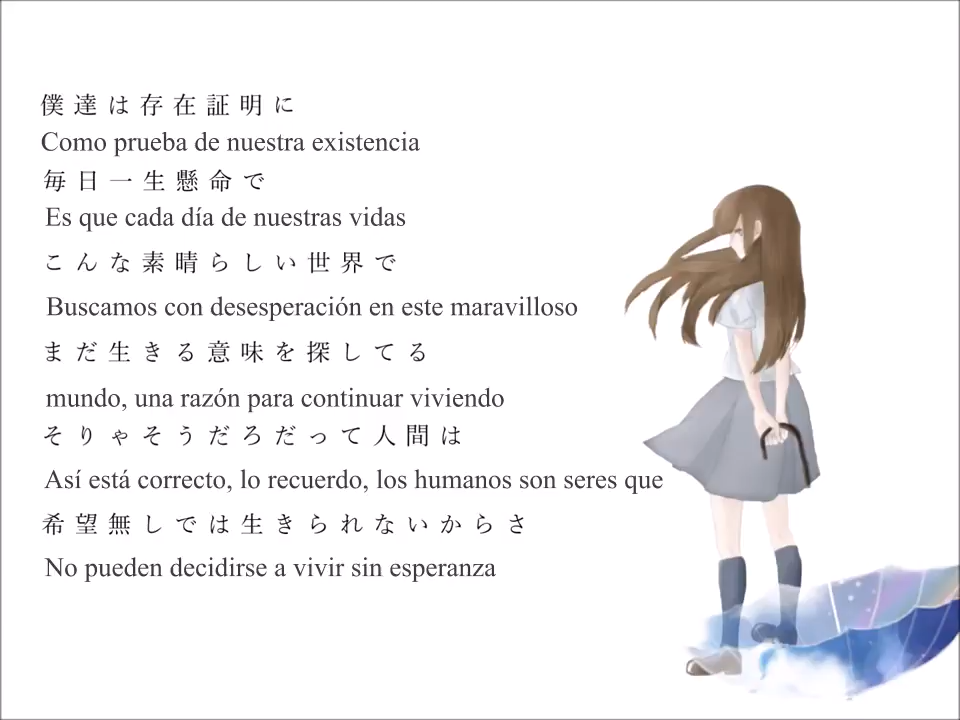 僕達は存在証明に
Como prueba de nuestra existencia
毎日一生懸命で
Es que cada día de nuestras vidas
こんな素晴らしい世界で
Buscamos con desesperación en este maravilloso
まだ生きる意味を探してる
mundo, una razón para continuar viviendo
そりゃそうだろだって人間は
Así está correcto, lo recuerdo, los humanos son seres que
希望無しでは生きられないからさ
No pueden decidirse a vivir sin esperanza